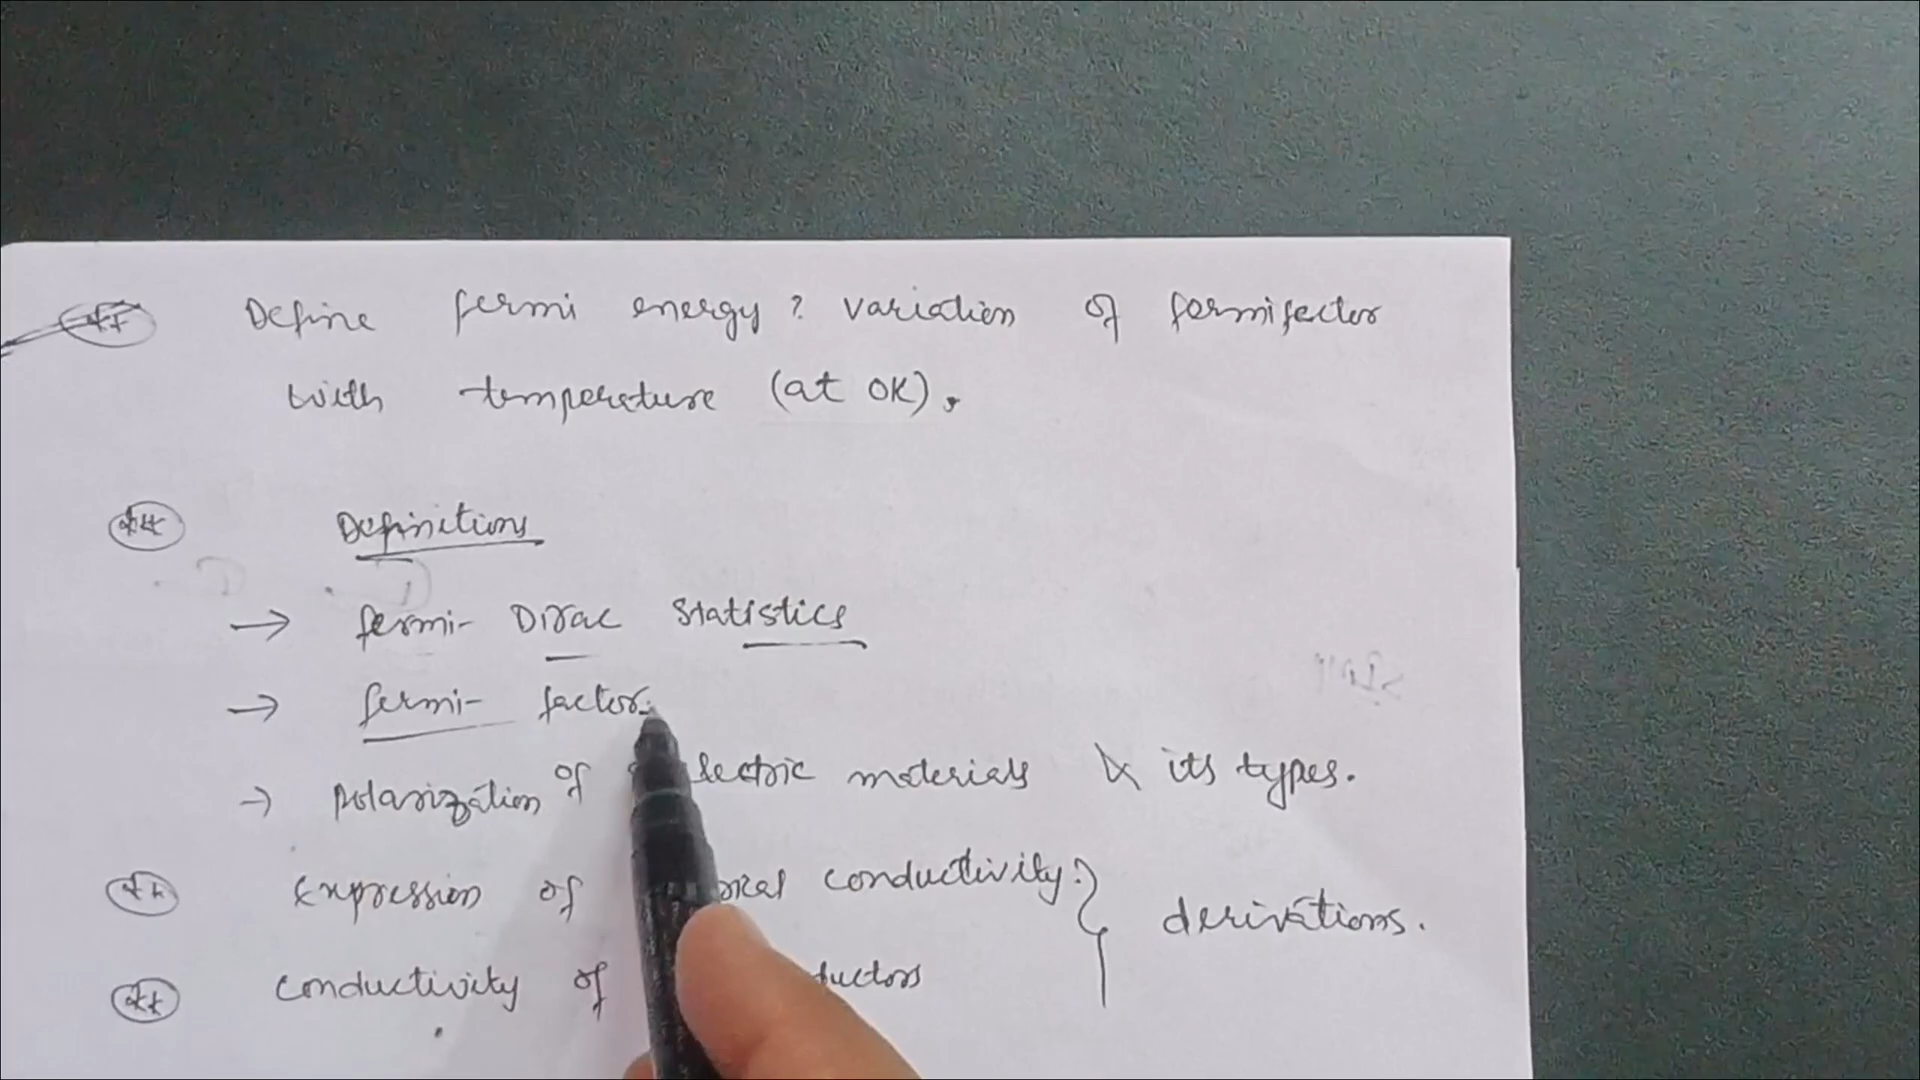 Define fermi energy? Variation of fermifactor
with temperature (at 0K).
Definitions
→ fermi- Dirac statistics
→ fermi- factor
→ polarization of lectric materials & its types.
Expression of conductivity:
derivations.
conductivity of ductors